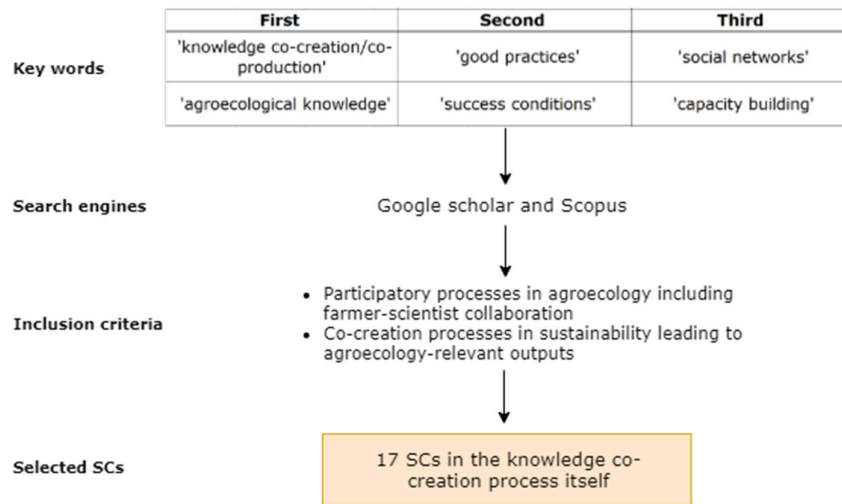 First Second Third
Key words
'knowledge co-creation/co-
production' 'good practices' 'social networks'
'agroecological knowledge' 'success conditions' 'capacity building'
Search engines Google scholar and Scopus
Inclusion criteria
• Participatory processes in agroecology including
farmer-scientist collaboration
• Co-creation processes in sustainability leading to
agroecology-relevant outputs
Selected SCs
17 SCs in the knowledge co-
creation process itself